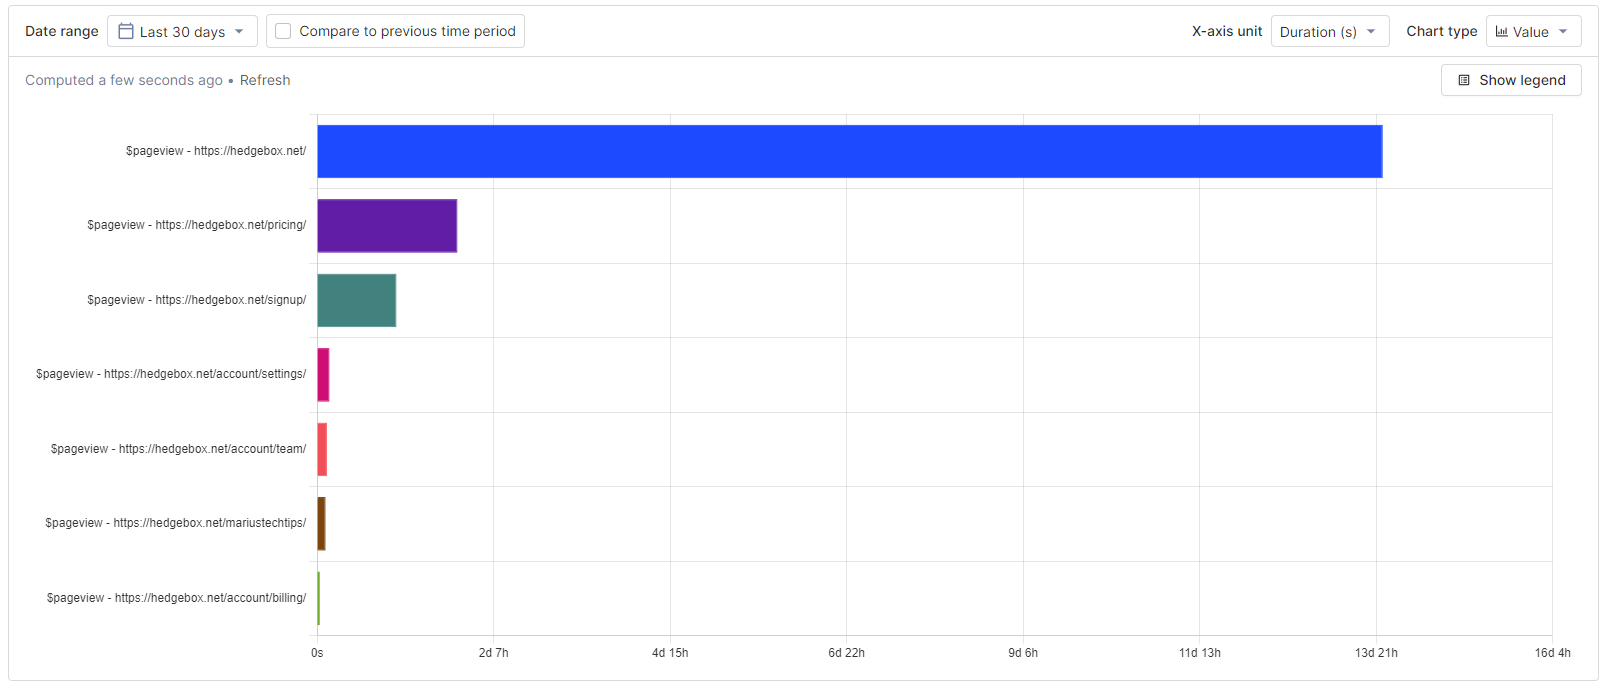 Date range Last 30 days Compare to previous time period X-axis unit Duration (s) Chart type Value
Computed a few seconds ago • Refresh Show legend
$pageview - https://hedgebox.net/
$pageview - https://hedgebox.net/pricing/
$pageview - https://hedgebox.net/signup/
$pageview - https://hedgebox.net/account/settings/
$pageview - https://hedgebox.net/account/team/
$pageview - https://hedgebox.net/mariustechtips/
$pageview - https://hedgebox.net/account/billing/
0s 2d 7h 4d 15h 6d 22h 9d 6h 11d 13h 13d 21h 16d 4h